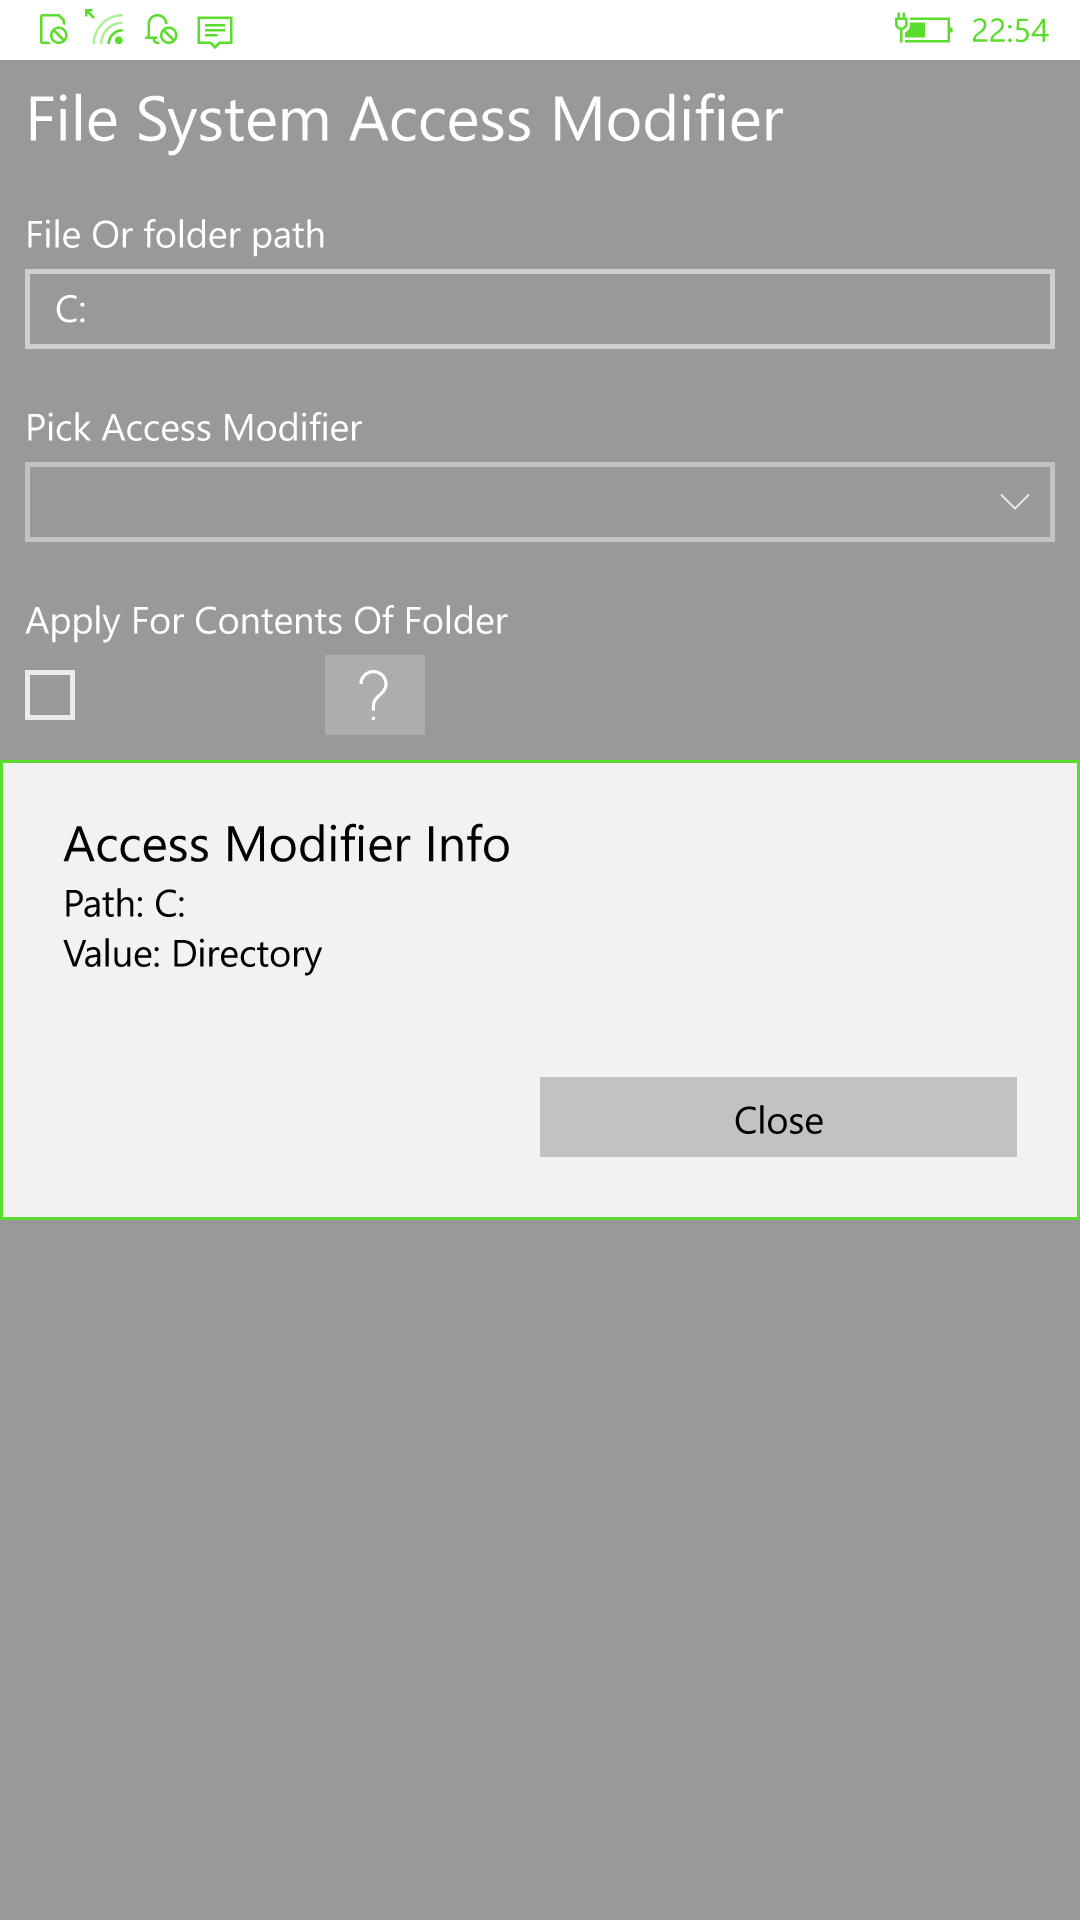 22:54
File System Access Modifier
File Or folder path
C:
Pick Access Modifier
Apply For Contents Of Folder
?
Access Modifier Info
Path: C:
Value: Directory
Close